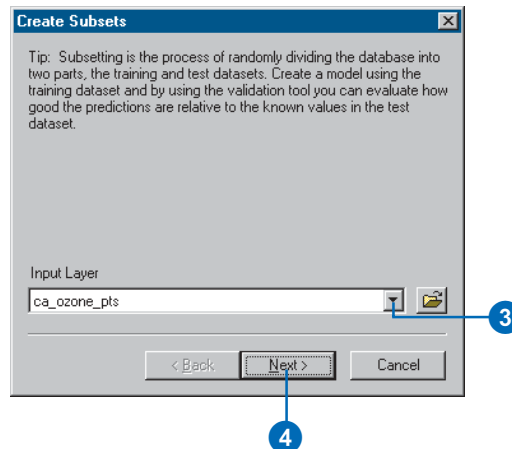 Create Subsets
Tip: Subsetting is the process of randomly dividing the database into
two parts, the training and test datasets. Create a model using the
training dataset and by using the validation tool you can evaluate how
good the predictions are relative to the known values in the test
dataset.
Input Layer
ca_ozone_pts
3
< Back
Next >
Cancel
4